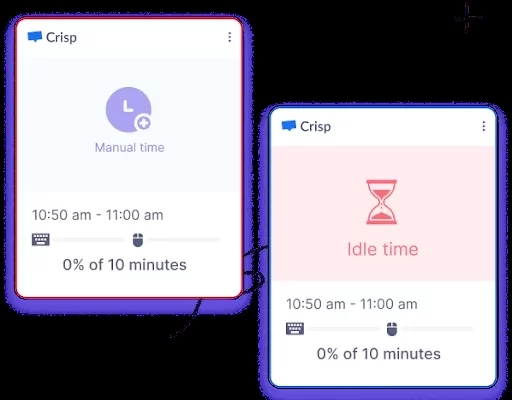 Crisp
Manual time
10:50 am - 11:00 am
0% of 10 minutes
Crisp
Idle time
10:50 am - 11:00 am
0% of 10 minutes